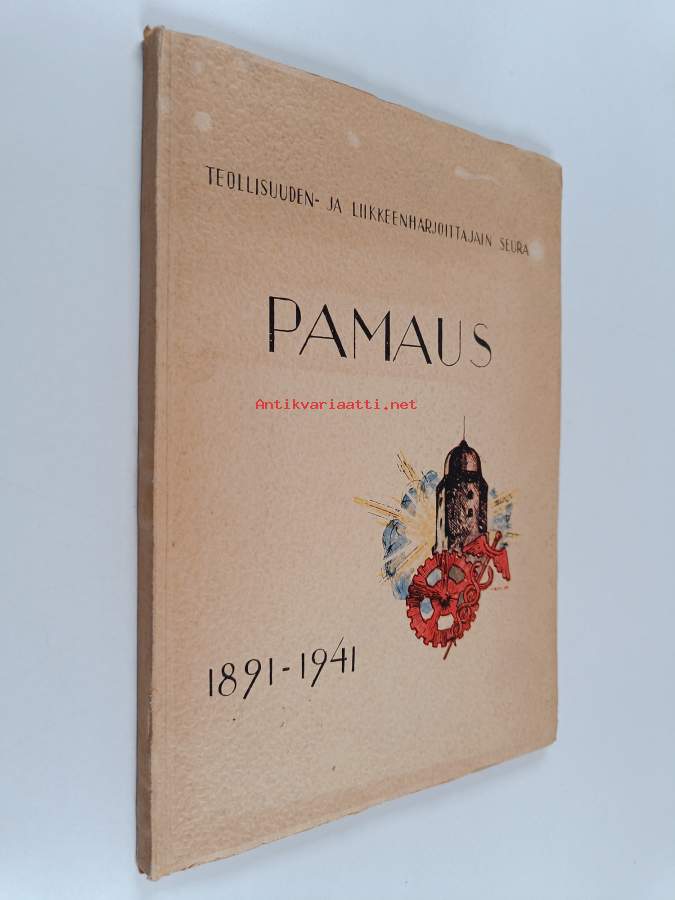 TEOLLISUUDEN- JA LIIKKEENHARJOITTAJAIN SEURA
PAMAUS
Antikvariaatti.net
1891-1941